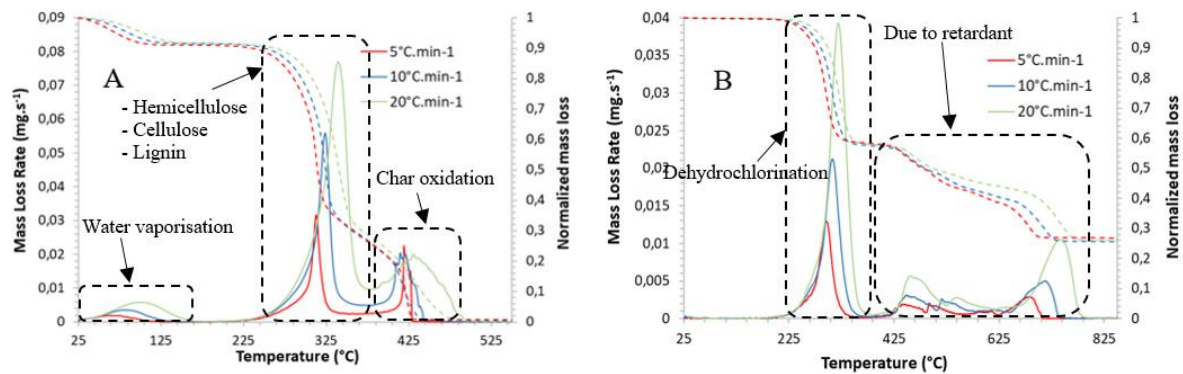 0,09
0,08
0,07
0,06
0,05
0,04
0,03
0,02
0,01
0
Mass Loss Rate (mg.s-1)
A
- Hemicellulose
- Cellulose
- Lignin
Water vaporisation
Char oxidation
5°C.min-1
10°C.min-1
20°C.min-1
1
0,9
0,8
0,7
0,6
0,5
0,4
0,3
0,2
0,1
0
Normalized mass loss
25 125 225 325 425 525
Temperature (°C)
0,04
0,035
0,03
0,025
0,02
0,015
0,01
0,005
0
Mass Loss Rate (mg.s-1)
B
Due to retardant
5°C.min-1
10°C.min-1
20°C.min-1
Dehydrochlorination
1
0,9
0,8
0,7
0,6
0,5
0,4
0,3
0,2
0,1
0
Normalized mass loss
25 225 425 625 825
Temperature (°C)